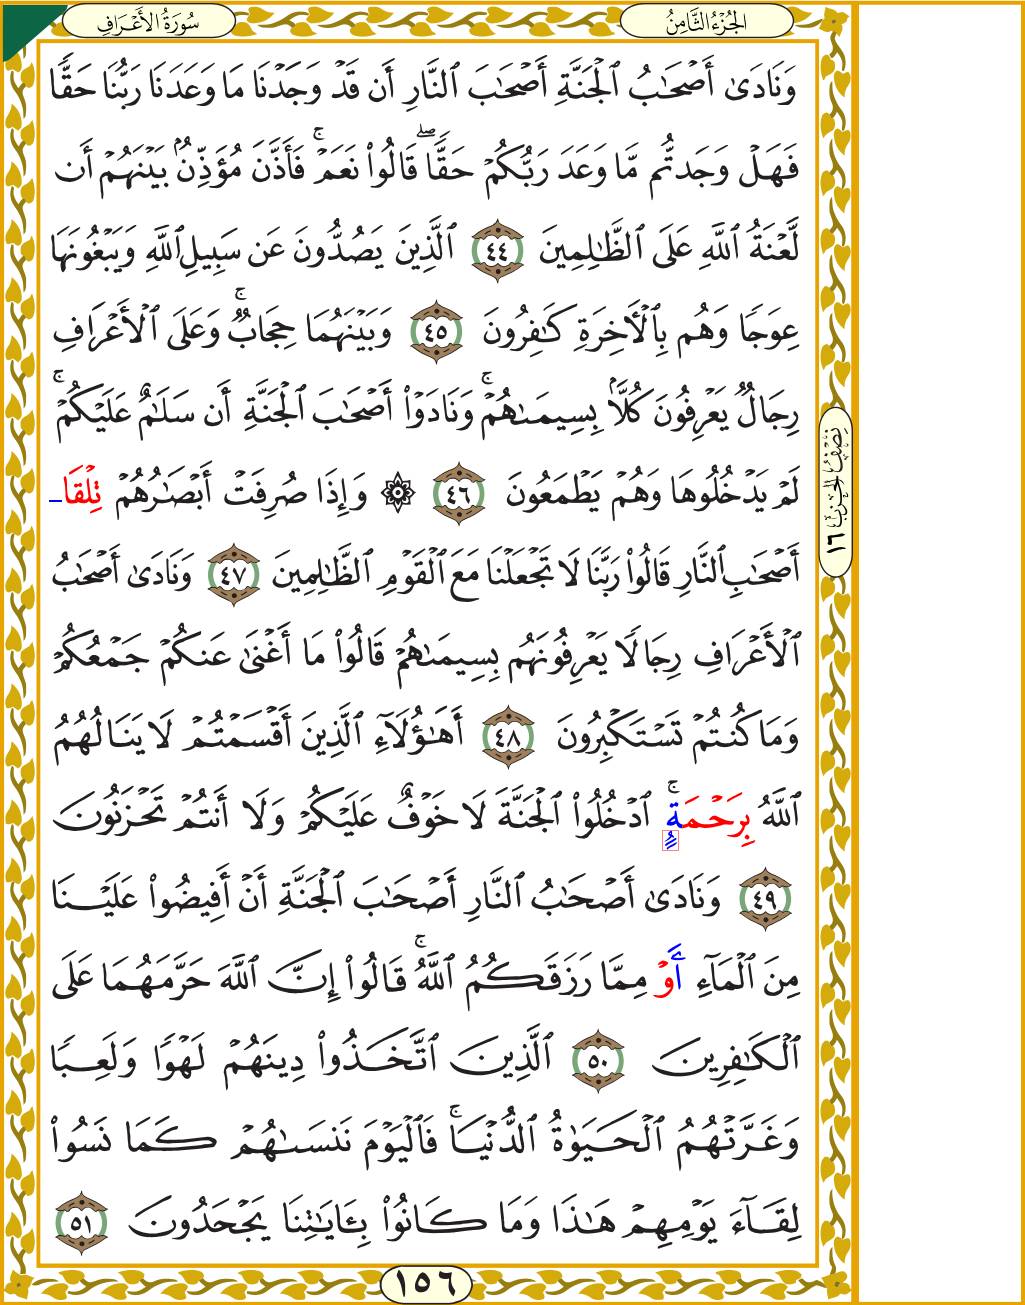 الجُزْءُ الثَّامِنُ
سُورَةُ الأَعْرَافِ
وَنَادَىٰٓ أَصْحَٰبُ ٱلْجَنَّةِ أَصْحَٰبَ ٱلنَّارِ أَن قَدْ وَجَدْنَا مَا وَعَدَنَا رَبُّنَا حَقًّا
فَهَلْ وَجَدتُّم مَّا وَعَدَ رَبُّكُمْ حَقًّا ۖ قَالُوا۟ نَعَمْ ۚ فَأَذَّنَ مُؤَذِّنٌۢ بَيْنَهُمْ أَن
لَّعْنَةُ ٱللَّهِ عَلَى ٱلظَّٰلِمِينَ ٤٤ ٱلَّذِينَ يَصُدُّونَ عَن سَبِيلِ ٱللَّهِ وَيَبْغُونَهَا
عِوَجًا وَهُم بِٱلْـَٔاخِرَةِ كَٰفِرُونَ ٤٥ وَبَيْنَهُمَا حِجَابٌ ۚ وَعَلَى ٱلْأَعْرَافِ
رِجَالٌ يَعْرِفُونَ كُلًّۢا بِسِيمَىٰهُمْ ۚ وَنَادَوْا۟ أَصْحَٰبَ ٱلْجَنَّةِ أَن سَلَٰمٌ عَلَيْكُمْ ۚ
لَمْ يَدْخُلُوهَا وَهُمْ يَطْمَعُونَ ٤٦ ۞ وَإِذَا صُرِفَتْ أَبْصَٰرُهُمْ تِلْقَا
أَصْحَٰبِ ٱلنَّارِ قَالُوا۟ رَبَّنَا لَا تَجْعَلْنَا مَعَ ٱلْقَوْمِ ٱلظَّٰلِمِينَ ٤٧ وَنَادَىٰٓ أَصْحَٰبُ
ٱلْأَعْرَافِ رِجَالًا يَعْرِفُونَهُم بِسِيمَىٰهُمْ قَالُوا۟ مَآ أَغْنَىٰ عَنكُمْ جَمْعُكُمْ
وَمَا كُنتُمْ تَسْتَكْبِرُونَ ٤٨ أَهَٰٓؤُلَآءِ ٱلَّذِينَ أَقْسَمْتُمْ لَا يَنَالُهُمُ
ٱللَّهُ بِرَحْمَةٍ ۚ ٱدْخُلُوا۟ ٱلْجَنَّةَ لَا خَوْفٌ عَلَيْكُمْ وَلَآ أَنتُمْ تَحْزَنُونَ
٤٩ وَنَادَىٰٓ أَصْحَٰبُ ٱلنَّارِ أَصْحَٰبَ ٱلْجَنَّةِ أَنْ أَفِيضُوا۟ عَلَيْنَا
مِنَ ٱلْمَآءِ أَوْ مِمَّا رَزَقَكُمُ ٱللَّهُ ۚ قَالُوٓا۟ إِنَّ ٱللَّهَ حَرَّمَهُمَا عَلَى
ٱلْكَٰفِرِينَ ٥٠ ٱلَّذِينَ ٱتَّخَذُوا۟ دِينَهُمْ لَهْوًا وَلَعِبًا
وَغَرَّتْهُمُ ٱلْحَيَوٰةُ ٱلدُّنْيَا ۚ فَٱلْيَوْمَ نَنسَىٰهُمْ كَمَا نَسُوا۟
لِقَآءَ يَوْمِهِمْ هَٰذَا وَمَا كَانُوا۟ بِـَٔايَٰتِنَا يَجْحَدُونَ ٥١
نِصْفُ الحِزْبِ ١٦
١٥٦